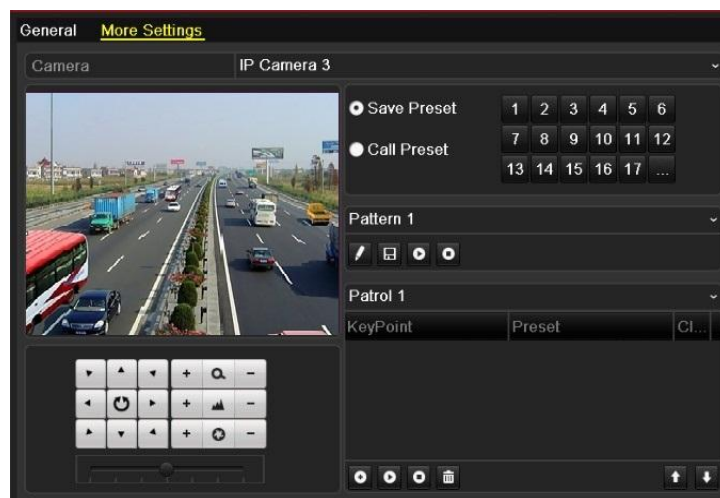 General More Settings
Camera IP Camera 3
Save Preset 1 2 3 4 5 6
Call Preset 7 8 9 10 11 12
13 14 15 16 17 ...
Pattern 1
Patrol 1
KeyPoint Preset Cl...